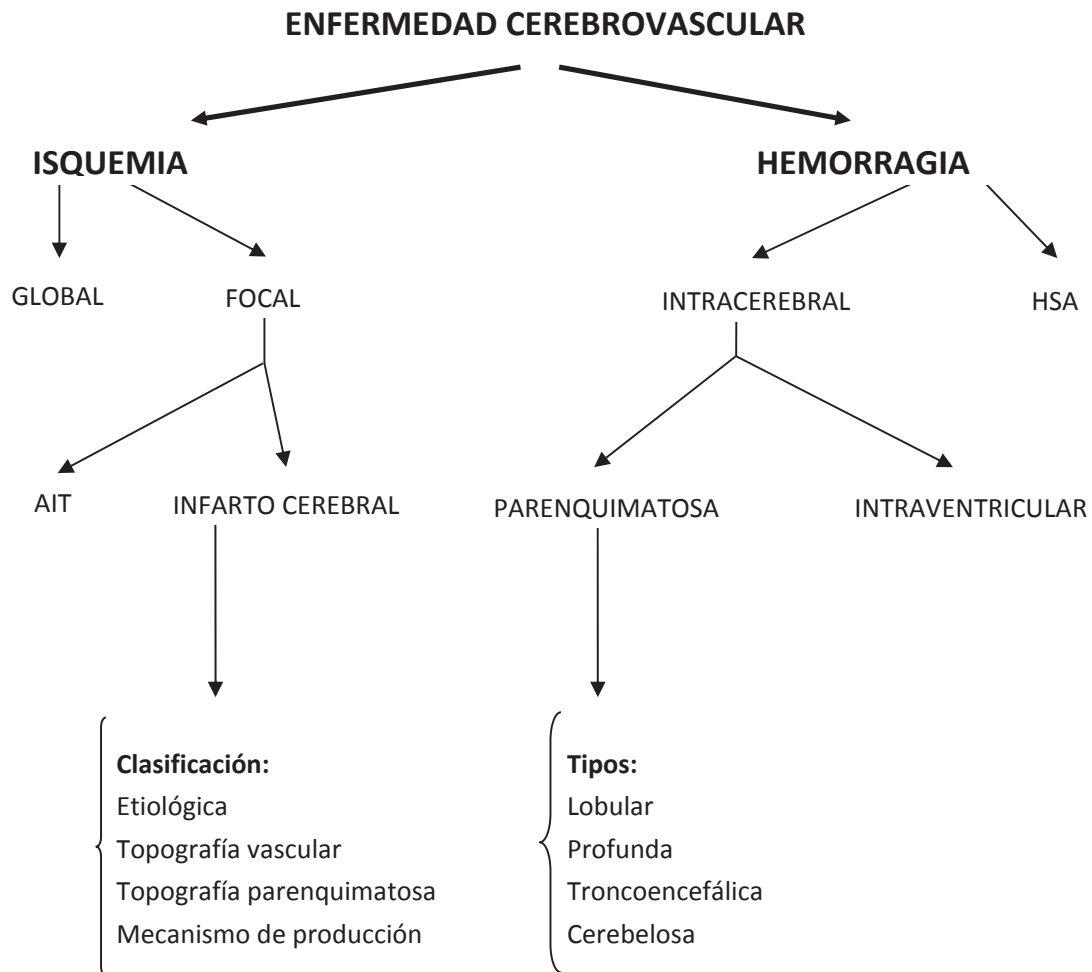 ENFERMEDAD CEREBROVASCULAR
ISQUEMIA
HEMORRAGIA
GLOBAL
FOCAL
INTRACEREBRAL
HSA
AIT
INFARTO CEREBRAL
PARENQUIMATOSA
INTRAVENTRICULAR
Clasificación:
Etiológica
Topografía vascular
Topografía parenquimatosa
Mecanismo de producción
Tipos:
Lobular
Profunda
Troncoencefálica
Cerebelosa